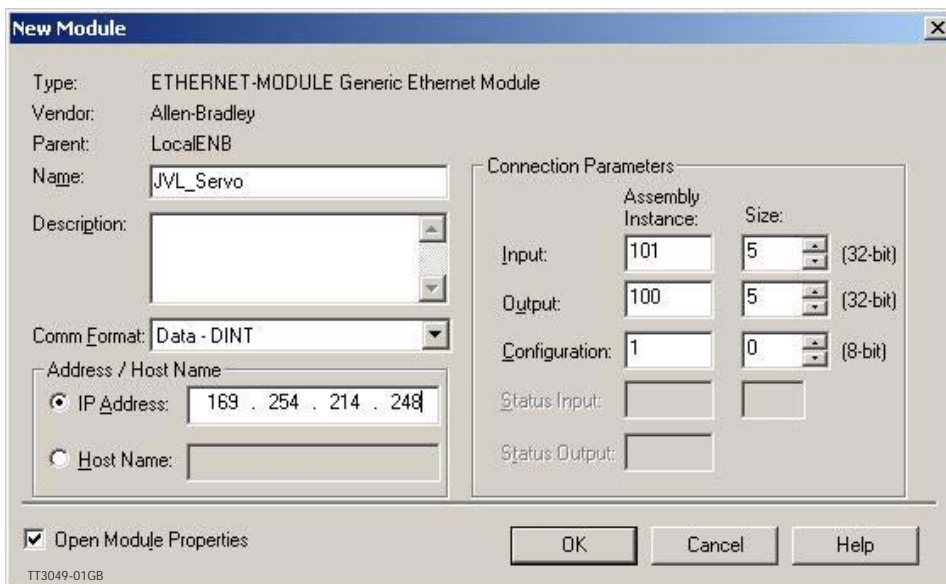 New Module
Type: ETHERNET-MODULE Generic Ethernet Module
Vendor: Allen-Bradley
Parent: LocalENB
Name: JVL_Servo
Description:
Comm Format: Data - DINT
Address / Host Name
IP Address: 169 . 254 . 214 . 248
Host Name:
Connection Parameters
Assembly Instance: Size:
Input: 101 5 (32-bit)
Output: 100 5 (32-bit)
Configuration: 1 0 (8-bit)
Status Input:
Status Output:
Open Module Properties
OK Cancel Help
TT3049-01GB